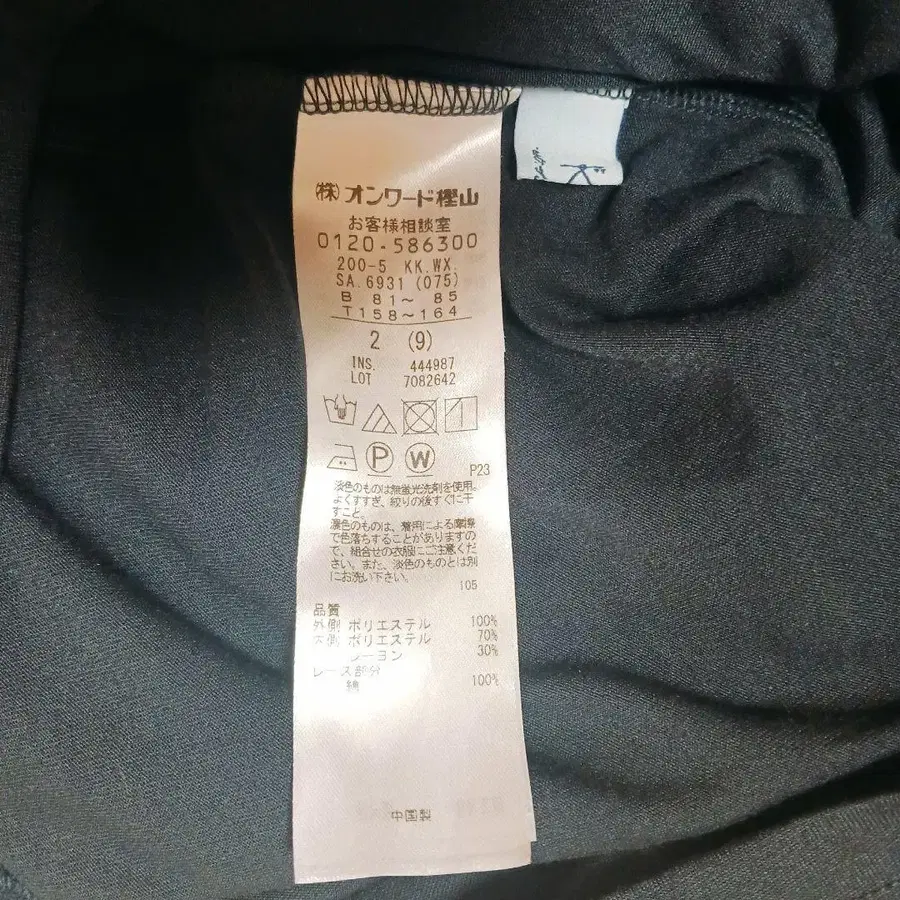 ㈱オンワード樫山
お客様相談室
0120-586300
200-5 KK.WX.
SA.6931 (075)
B 81～ 85
T158～164
2 (9)
INS. 444987
LOT 7082642
P W
P23
淡色のものは無蛍光洗剤を使用。
よくすすぎ、絞りの後すぐに干
すこと。
濃色のものは、着用による摩擦
で色落ちすることがありますの
で、組合せの衣服にご注意くだ
さい。また、淡色のものとは別
にお洗い下さい。
105
品質
外側 ポリエステル 100%
内側 ポリエステル 70%
レーヨン 30%
レース部分
綿 100%
中国製